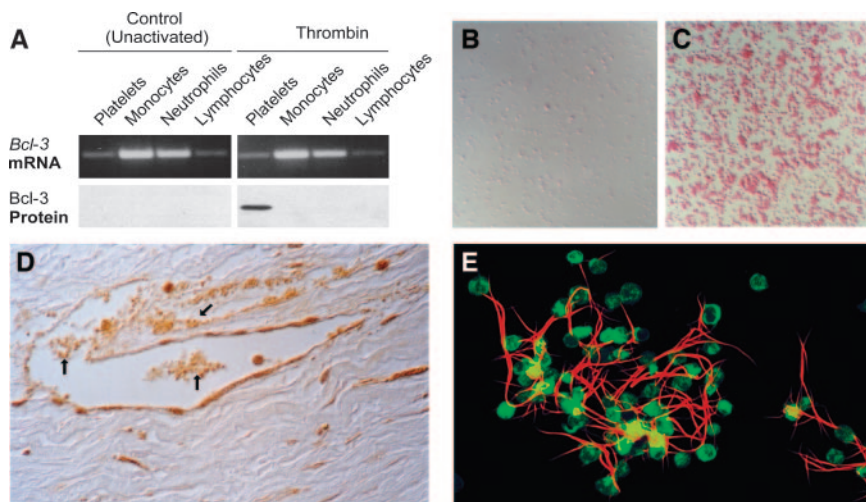 A
Control
(Unactivated)
Thrombin
Platelets
Monocytes
Neutrophils
Lymphocytes
Platelets
Monocytes
Neutrophils
Lymphocytes
Bcl-3
mRNA
Bcl-3
Protein
B
C
D
E